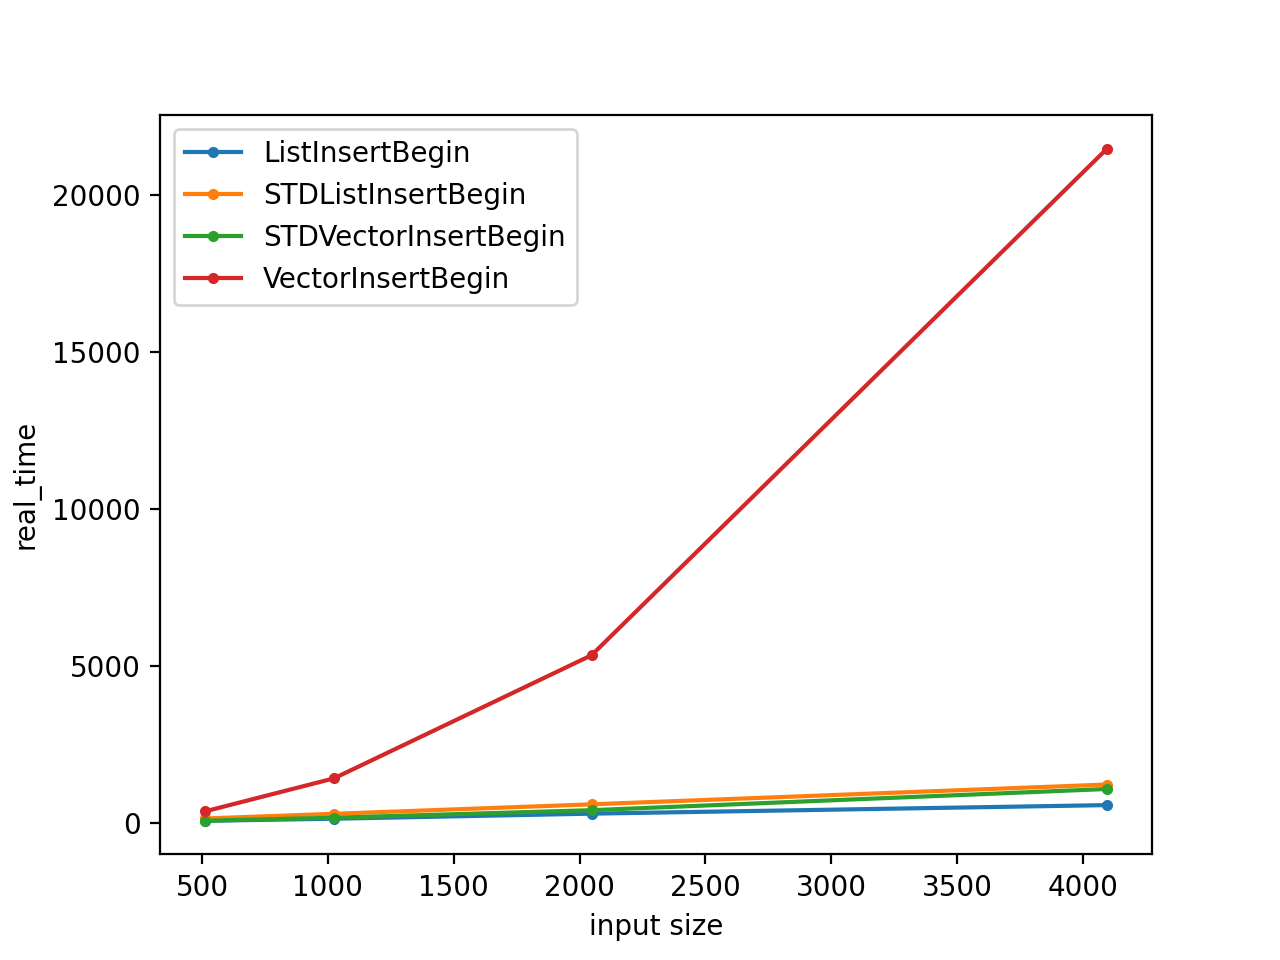 ListInsertBegin
STDListInsertBegin
STDVectorInsertBegin
VectorInsertBegin
20000
15000
10000
5000
0
real_time
500 1000 1500 2000 2500 3000 3500 4000
input size